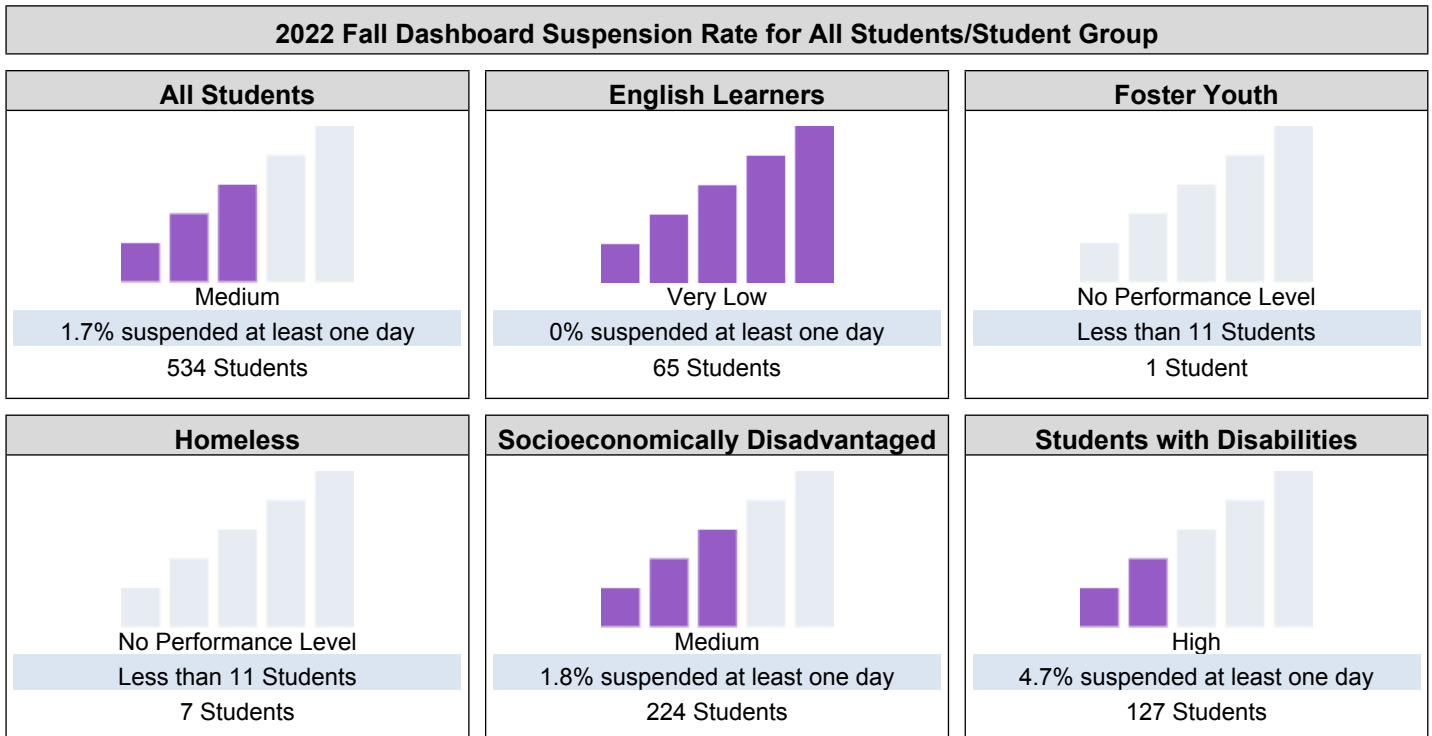 2022 Fall Dashboard Suspension Rate for All Students/Student Group
All Students
Medium
1.7% suspended at least one day
534 Students
English Learners
Very Low
0% suspended at least one day
65 Students
Foster Youth
No Performance Level
Less than 11 Students
1 Student
Homeless
No Performance Level
Less than 11 Students
7 Students
Socioeconomically Disadvantaged
Medium
1.8% suspended at least one day
224 Students
Students with Disabilities
High
4.7% suspended at least one day
127 Students